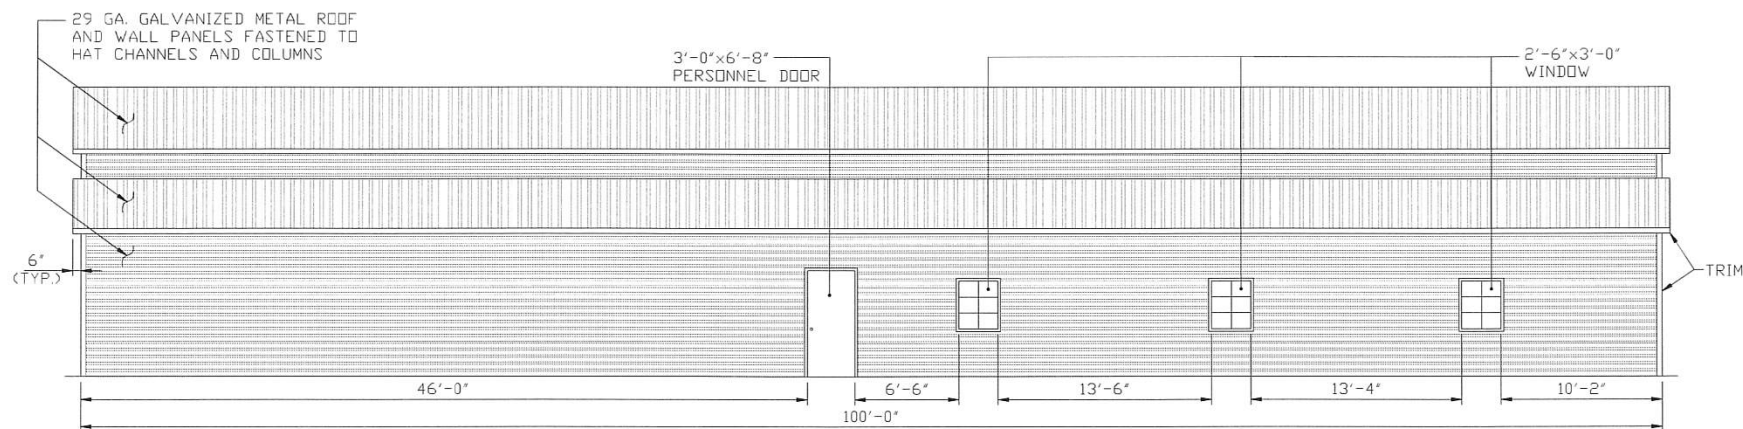 29 GA. GALVANIZED METAL ROOF
AND WALL PANELS FASTENED TO
HAT CHANNELS AND COLUMNS
3'-0"x6'-8"
PERSONNEL DOOR
2'-6"x3'-0"
WINDOW
6"
(TYP.)
TRIM
46'-0"
6'-6"
13'-6"
13'-4"
10'-2"
100'-0"